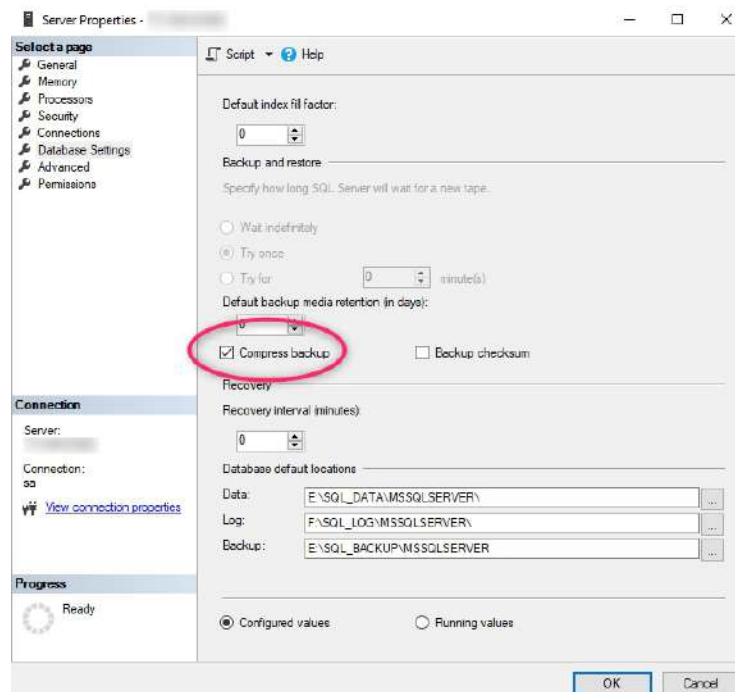 Server Properties -
Select a page
General
Memory
Processors
Security
Connections
Database Settings
Advanced
Permissions
Script
Help
Default index fill factor:
0
Backup and restore
Specify how long SQL Server will wait for a new tape.
Wait indefinitely
Try once
Try for 0 minute(s)
Default backup media retention (in days):
0
Compress backup Backup checksum
Recovery
Recovery interval (minutes):
0
Database default locations
Data: E:\SQL_DATA\MSSQLSERVER\ ...
Log: F:\SQL_LOG\MSSQLSERVER\ ...
Backup: E:\SQL_BACKUP\MSSQLSERVER ...
Configured values Running values
Connection
Server:
Connection:
sa
View connection properties
Progress
Ready
OK Cancel